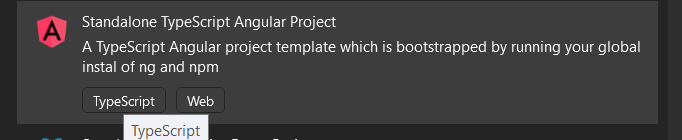 Standalone TypeScript Angular Project
A TypeScript Angular project template which is bootstrapped by running your global
instal of ng and npm
TypeScript Web
TypeScript